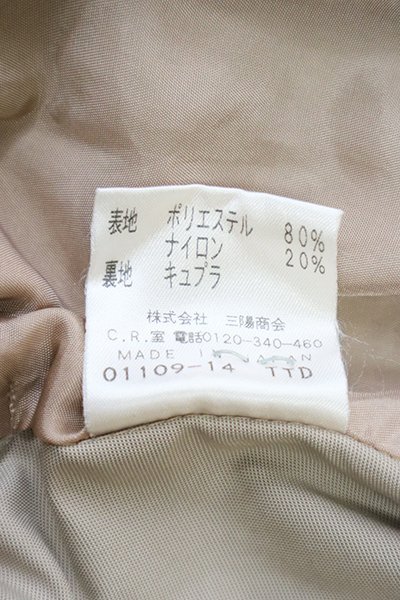 表地 ポリエステル 80%
ナイロン 20%
裏地 キュプラ
株式会社 三陽商会
C.R.室 電話0120-340-460
MADE
01109-14 TTD